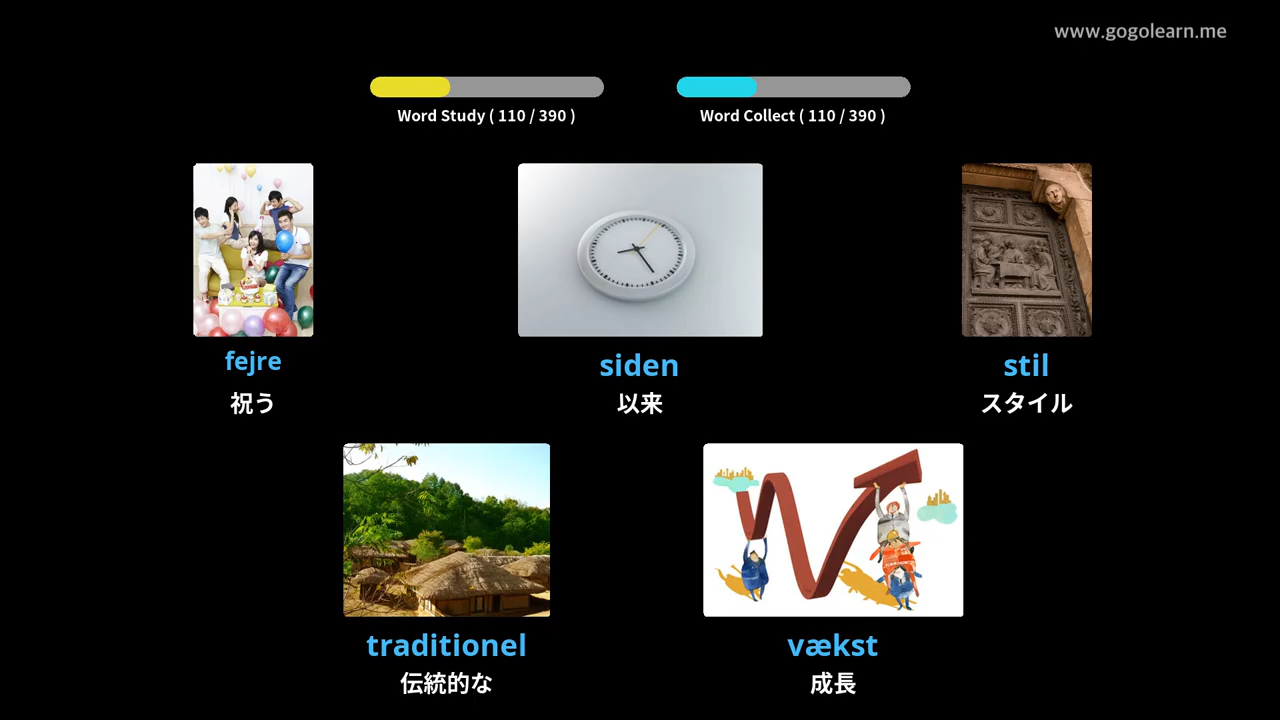 www.gogolearn.me
Word Study ( 110 / 390 )
Word Collect ( 110 / 390 )
fejre
祝う
siden
以来
stil
スタイル
traditionel
伝統的な
vækst
成長